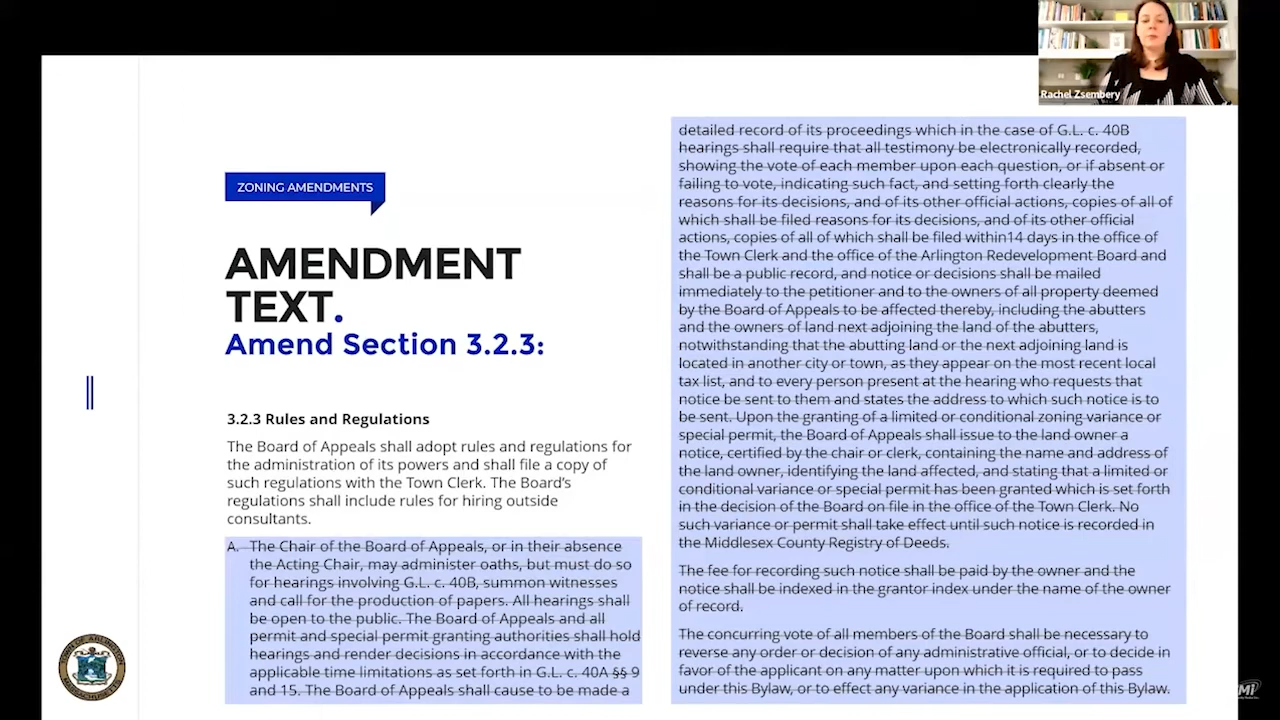 Rachel Zsembery
ZONING AMENDMENTS
AMENDMENT
TEXT.
Amend Section 3.2.3:
3.2.3 Rules and Regulations
The Board of Appeals shall adopt rules and regulations for
the administration of its powers and shall file a copy of
such regulations with the Town Clerk. The Board's
regulations shall include rules for hiring outside
consultants.
A. The Chair of the Board of Appeals, or in their absence
the Acting Chair, may administer oaths, but must do so
for hearings involving G.L. c. 40B, summon witnesses
and call for the production of papers. All hearings shall
be open to the public. The Board of Appeals and all
permit and special permit granting authorities shall hold
hearings and render decisions in accordance with the
applicable time limitations as set forth in G.L. c. 40A §§ 9
and 15. The Board of Appeals shall cause to be made a
detailed record of its proceedings which in the case of G.L. c. 40B
hearings shall require that all testimony be electronically recorded,
showing the vote of each member upon each question, or if absent or
failing to vote, indicating such fact, and setting forth clearly the
reasons for its decisions, and of its other official actions, copies of all of
which shall be filed reasons for its decisions, and of its other official
actions, copies of all of which shall be filed within14 days in the office of
the Town Clerk and the office of the Arlington Redevelopment Board and
shall be a public record, and notice or decisions shall be mailed
immediately to the petitioner and to the owners of all property deemed
by the Board of Appeals to be affected thereby, including the abutters
and the owners of land next adjoining the land of the abutters,
notwithstanding that the abutting land or the next adjoining land is
located in another city or town, as they appear on the most recent local
tax list, and to every person present at the hearing who requests that
notice be sent to them and states the address to which such notice is to
be sent. Upon the granting of a limited or conditional zoning variance or
special permit, the Board of Appeals shall issue to the land owner a
notice, certified by the chair or clerk, containing the name and address of
the land owner, identifying the land affected, and stating that a limited or
conditional variance or special permit has been granted which is set forth
in the decision of the Board on file in the office of the Town Clerk. No
such variance or permit shall take effect until such notice is recorded in
the Middlesex County Registry of Deeds.
The fee for recording such notice shall be paid by the owner and the
notice shall be indexed in the grantor index under the name of the owner
of record.
The concurring vote of all members of the Board shall be necessary to
reverse any order or decision of any administrative official, or to decide in
favor of the applicant on any matter upon which it is required to pass
under this Bylaw, or to effect any variance in the application of this Bylaw.